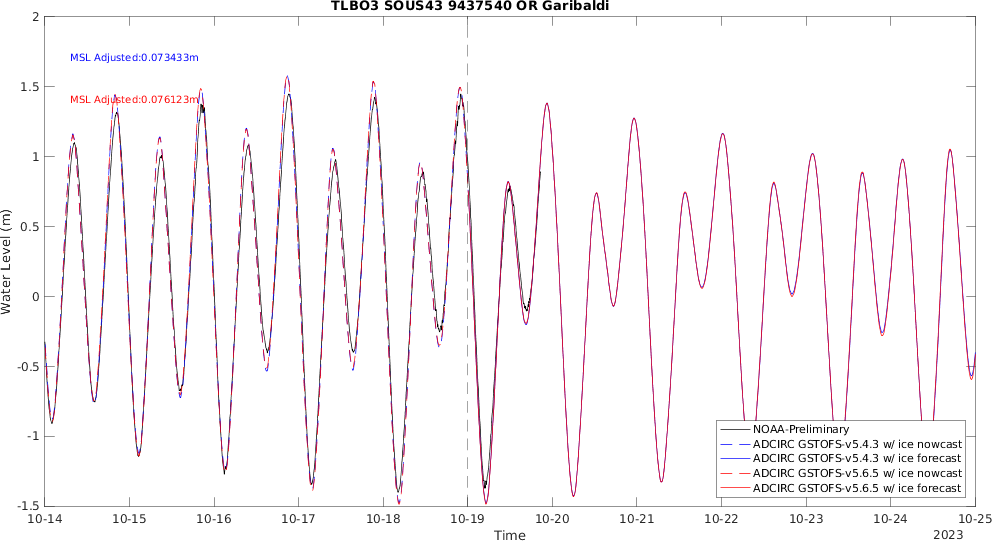 TLBO3 SOUS43 9437540 OR Garibaldi
2
1.5
1
0.5
0
-0.5
-1
-1.5
Water Level (m)
MSL Adjusted:0.073433m
MSL Adjusted:0.076123m
NOAA-Preliminary
ADCIRC GSTOFS-v5.4.3 w/ ice nowcast
ADCIRC GSTOFS-v5.4.3 w/ ice forecast
ADCIRC GSTOFS-v5.6.5 w/ ice nowcast
ADCIRC GSTOFS-v5.6.5 w/ ice forecast
10-14 10-15 10-16 10-17 10-18 10-19 10-20 10-21 10-22 10-23 10-24 10-25
Time
2023